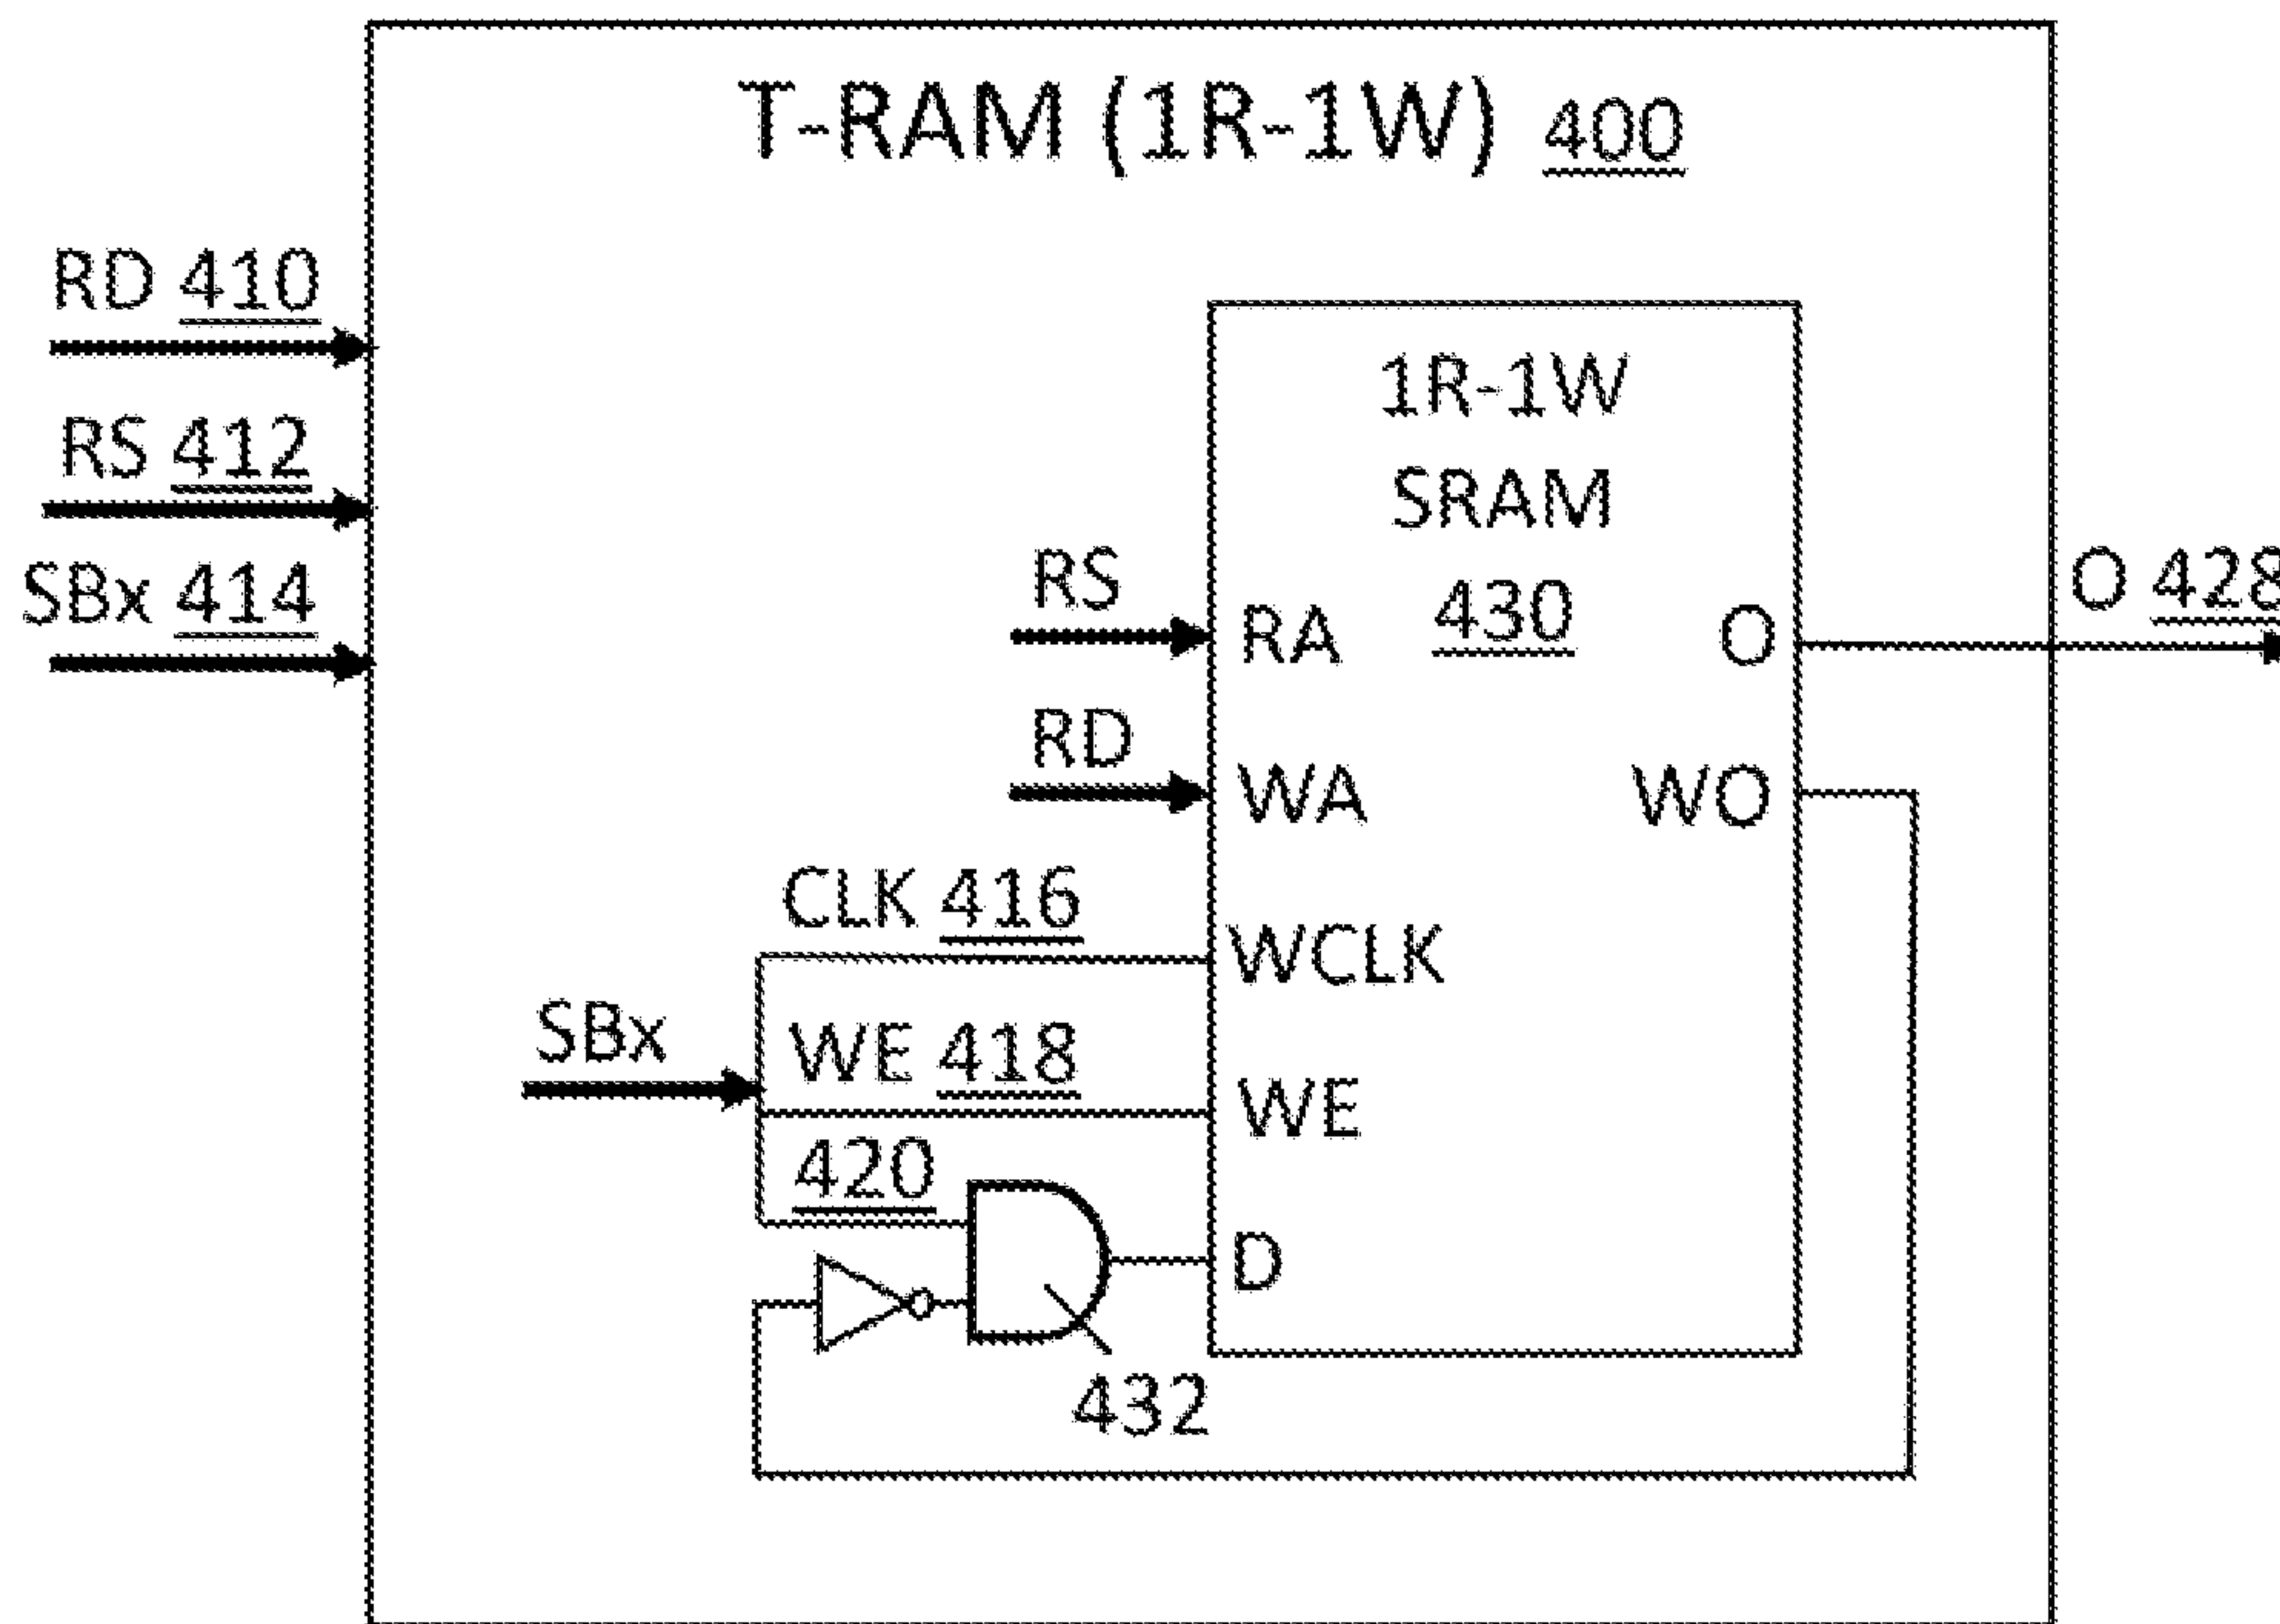 T-RAM (1R-1W) 400
RD 410
RS 412
SBx 414
1R-1W
SRAM
430
RS
RA
O
O 428
RD
WA
WO
CLK 416
WCLK
SBx
WE 418
WE
420
D
432